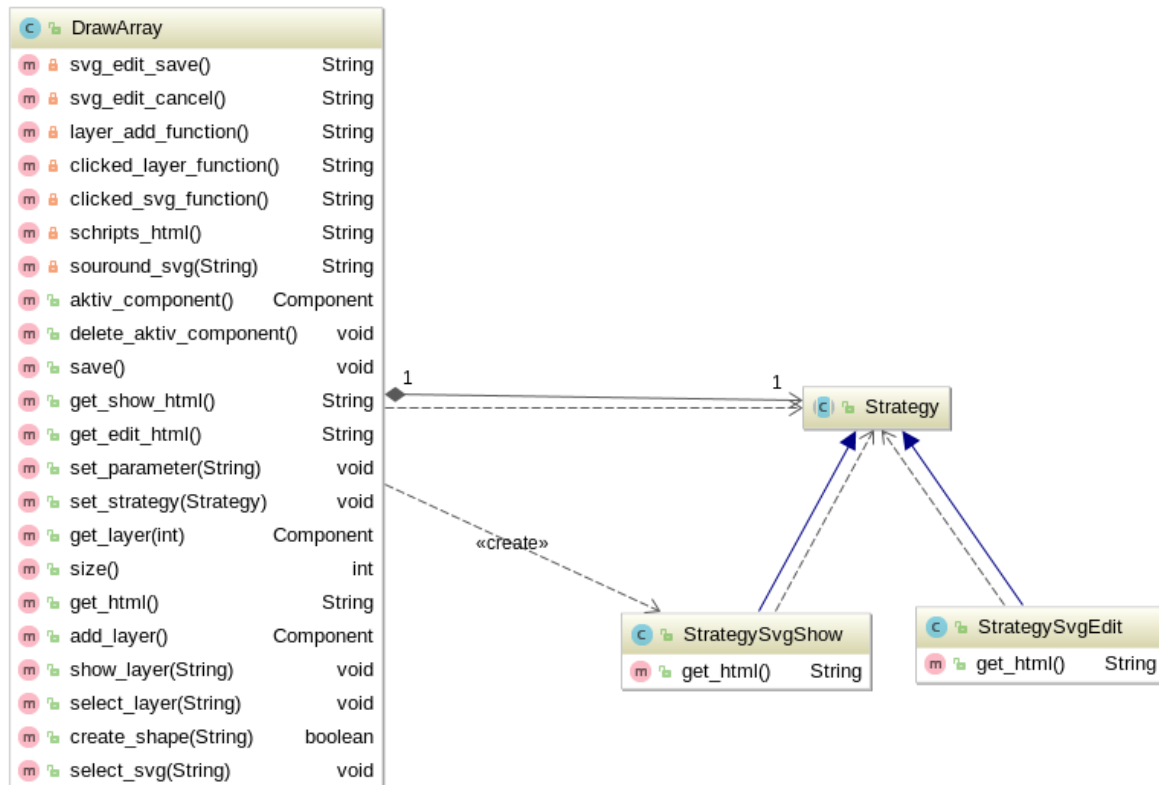 DrawArray
svg_edit_save() String
svg_edit_cancel() String
layer_add_function() String
clicked_layer_function() String
clicked_svg_function() String
schripts_html() String
souround_svg(String) String
aktiv_component() Component
delete_aktiv_component() void
save() void
get_show_html() String
get_edit_html() String
set_parameter(String) void
set_strategy(Strategy) void
get_layer(int) Component
size() int
get_html() String
add_layer() Component
show_layer(String) void
select_layer(String) void
create_shape(String) boolean
select_svg(String) void
1
1
Strategy
«create»
StrategySvgShow
get_html() String
StrategySvgEdit
get_html() String